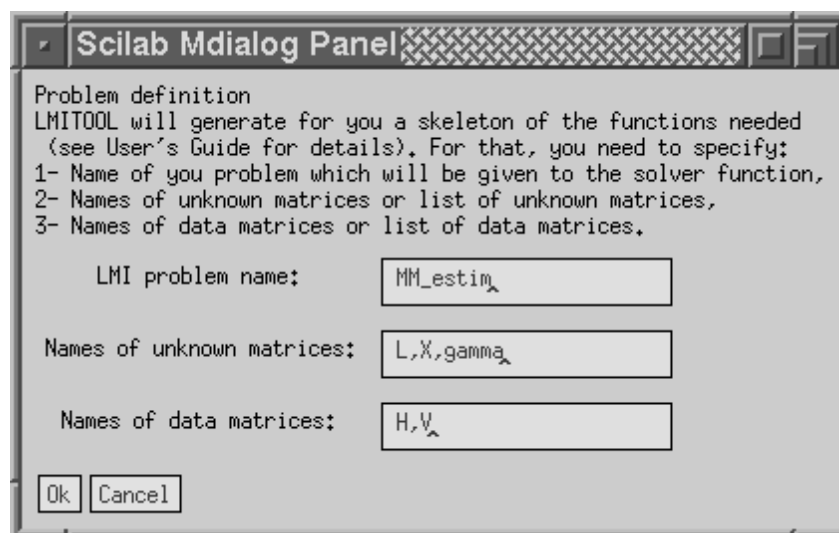 Scilab Mdialog Panel
Problem definition
LMITOOL will generate for you a skeleton of the functions needed
(see User's Guide for details). For that, you need to specify:
1- Name of you problem which will be given to the solver function,
2- Names of unknown matrices or list of unknown matrices,
3- Names of data matrices or list of data matrices.
LMI problem name: MM_estim
Names of unknown matrices: L,X,gamma
Names of data matrices: H,V
Ok Cancel